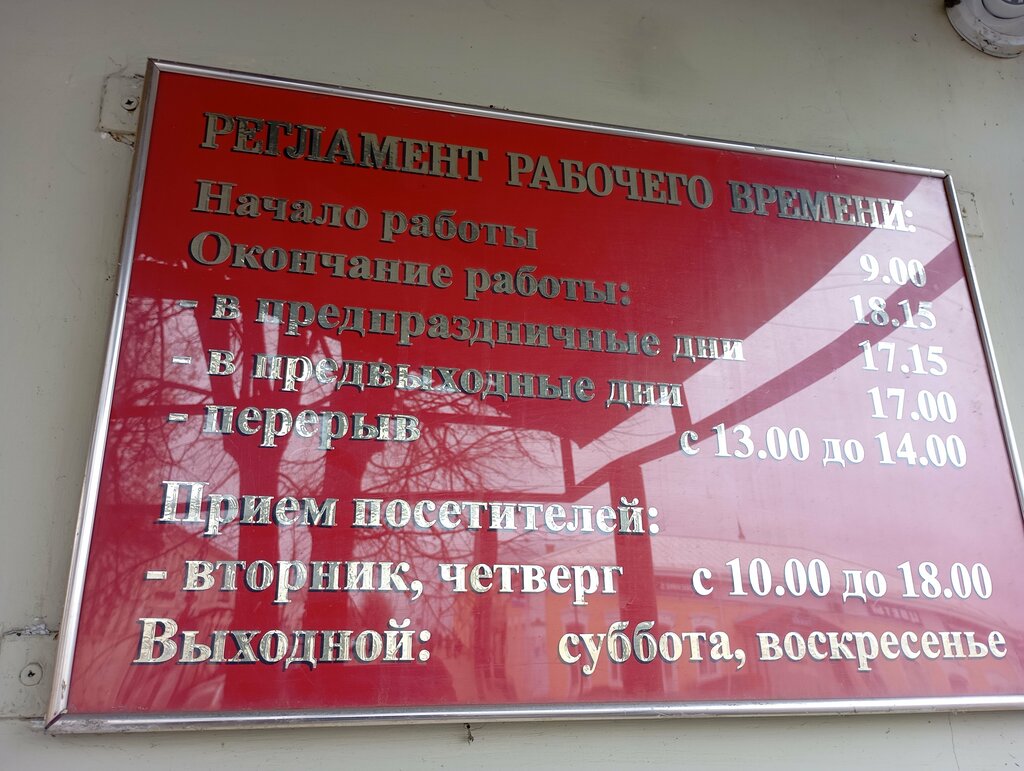 РЕГЛАМЕНТ РАБОЧЕГО ВРЕМЕНИ:
Начало работы 9.00
Окончание работы: 18.15
- в предпраздничные дни 17.15
- в предвыходные дни 17.00
- перерыв с 13.00 до 14.00
Прием посетителей:
- вторник, четверг с 10.00 до 18.00
Выходной: суббота, воскресенье